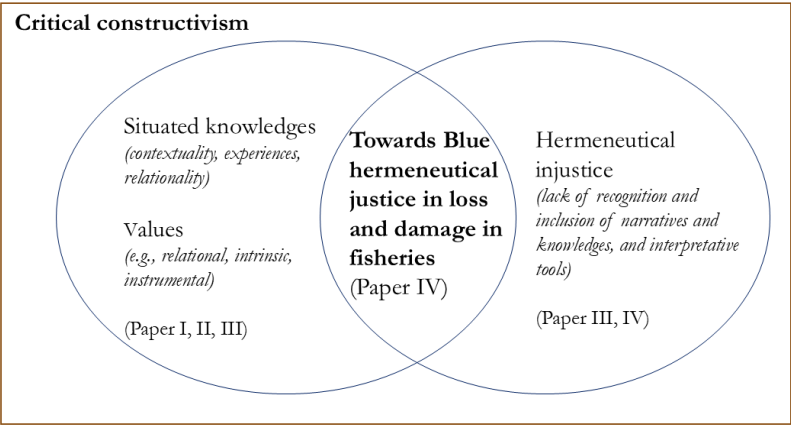 Critical constructivism
Situated knowledges
(contextuality, experiences,
relationality)
Values
(e.g., relational, intrinsic,
instrumental)
(Paper I, II, III)
Towards Blue
hermeneutical
justice in loss
and damage in
fisheries
(Paper IV)
Hermeneutical
injustice
(lack of recognition and
inclusion of narratives and
knowledges, and interpretative
tools)
(Paper III, IV)